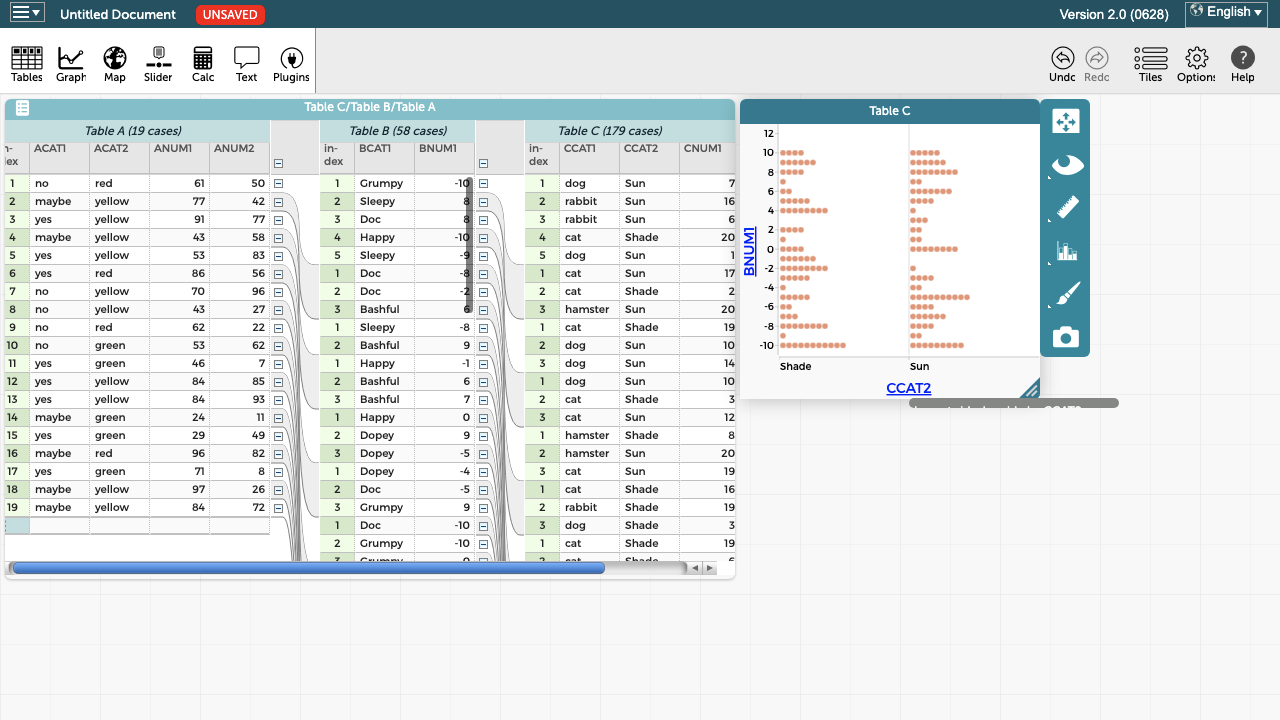 Untitled Document UNSAVED Version 2.0 (0628) English
Tables Graph Map Slider Calc Text Plugins Undo Redo Tiles Options Help
Table C/Table B/Table A
Table A (19 cases) Table B (58 cases) Table C (179 cases)
in-dex ACAT1 ACAT2 ANUM1 ANUM2 in-dex BCAT1 BNUM1 in-dex CCAT1 CCAT2 CNUM1
1 no red 61 50 1 Grumpy -10 1 dog Sun 7
2 maybe yellow 77 42 2 Sleepy 8 2 rabbit Sun 16
3 yes yellow 91 77 3 Doc 8 3 rabbit Sun 6
4 maybe yellow 43 58 4 Happy -10 4 cat Shade 20
5 yes yellow 53 83 5 Sleepy -9 5 dog Sun 1
6 yes red 86 56 1 Doc -8 1 cat Sun 17
7 no yellow 70 96 2 Doc -2 2 cat Shade 2
8 no yellow 43 27 3 Bashful 6 3 hamster Sun 20
9 no red 62 22 1 Sleepy -8 1 cat Shade 19
10 no green 53 62 2 Bashful 9 2 dog Sun 10
11 yes green 46 7 1 Happy -1 3 dog Sun 14
12 yes yellow 84 85 2 Bashful 6 1 dog Sun 10
13 yes yellow 84 93 3 Bashful 7 2 cat Shade 3
14 maybe green 24 11 1 Happy 0 3 cat Sun 12
15 yes green 29 49 2 Dopey 9 1 hamster Shade 8
16 maybe red 96 82 3 Dopey -5 2 hamster Sun 20
17 yes green 71 8 1 Dopey -4 3 cat Sun 19
18 maybe yellow 97 26 2 Doc -5 1 cat Shade 16
19 maybe yellow 84 72 3 Grumpy 9 2 rabbit Shade 19
1 Doc -10 3 dog Shade 3
2 Grumpy -10 1 cat Shade 19
3 Grumpy 0 2 cat Shade 6
Table C
12
10
8
6
4
2
0
-2
-4
-6
-8
-10
BNUM1
Shade Sun
CCAT2